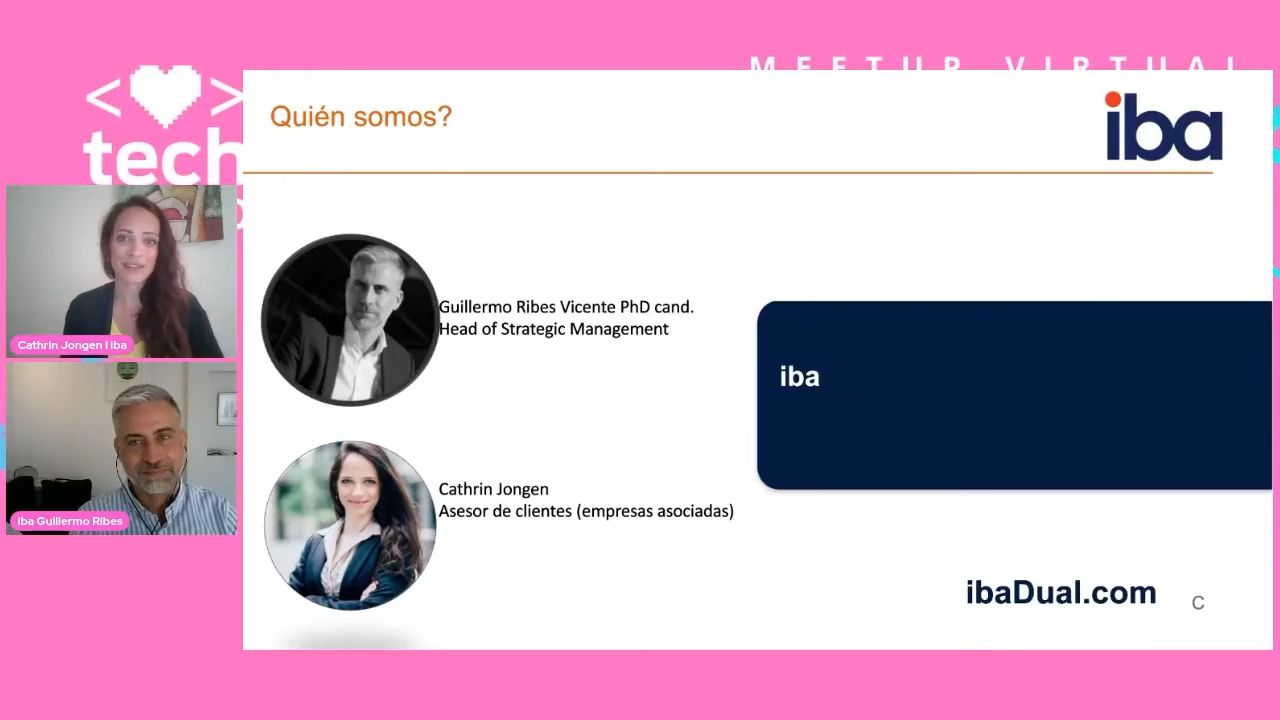 MEETUP VIRTUAL
< >
tech
Quién somos?
iba
Cathrin Jongen I iba
iba Guillermo Ribes
Guillermo Ribes Vicente PhD cand.
Head of Strategic Management
iba
Cathrin Jongen
Asesor de clientes (empresas asociadas)
ibaDual.com
C